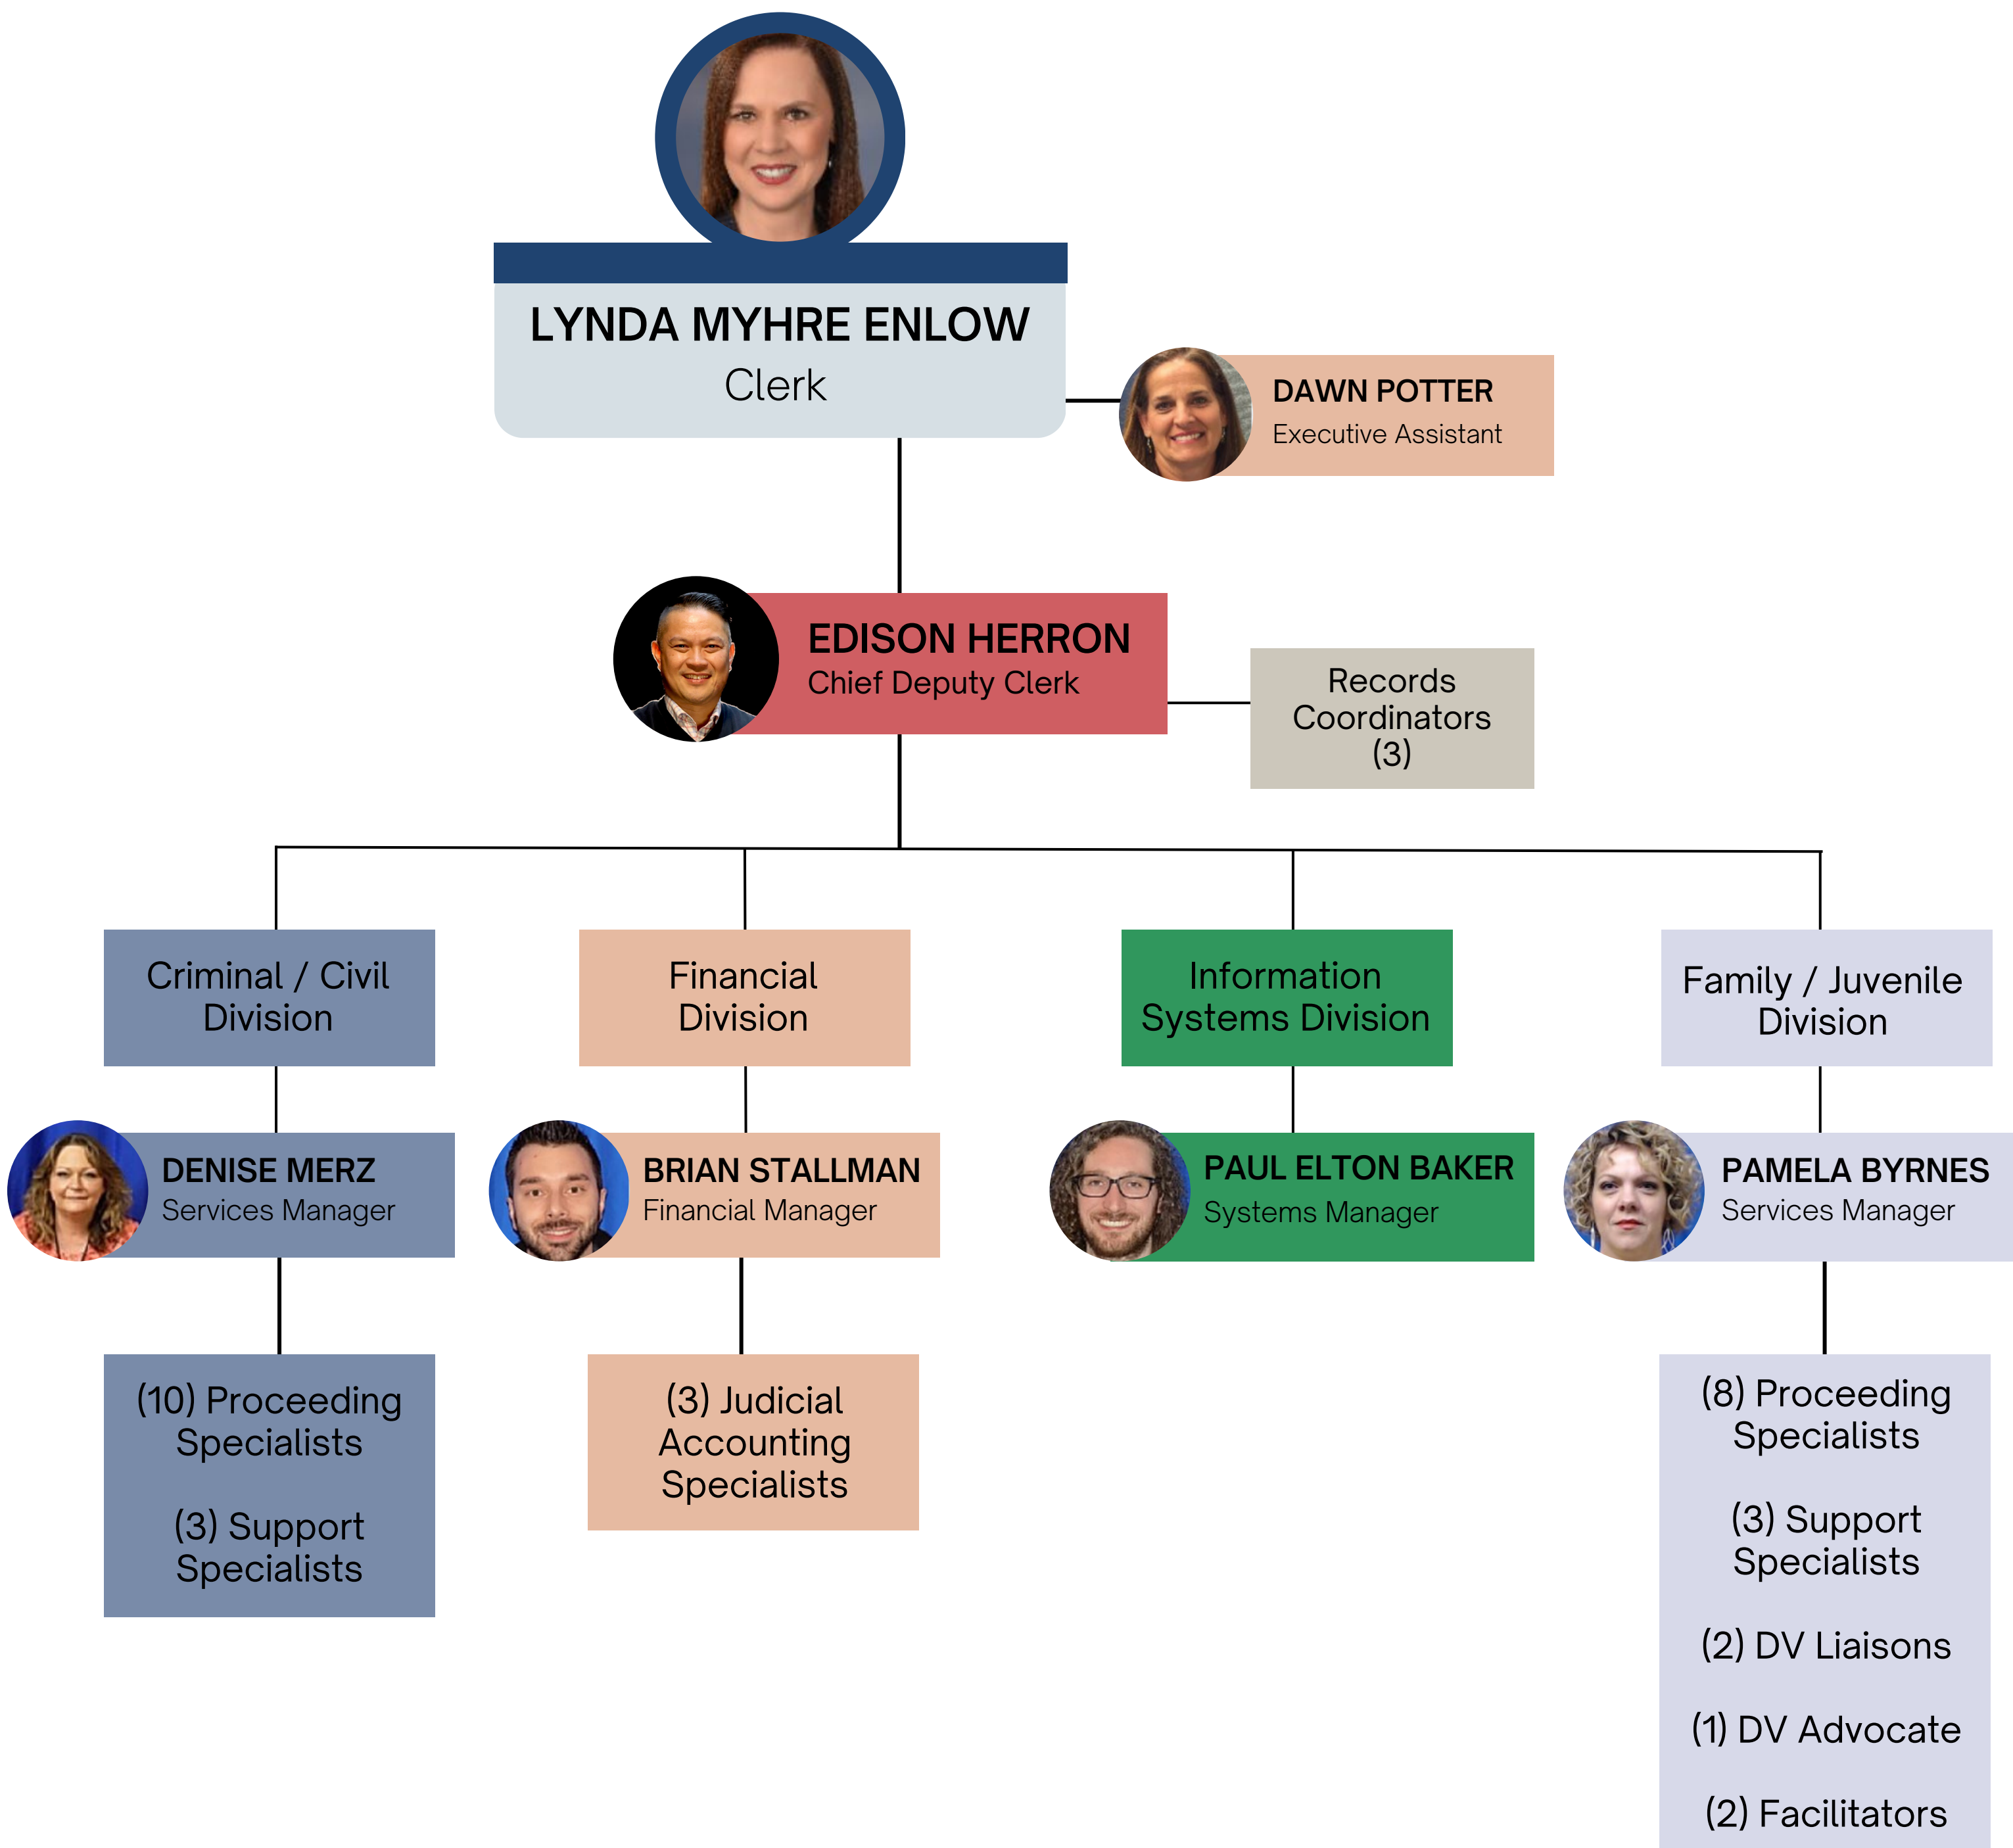 LYNDA MYHRE ENLOW
Clerk
DAWN POTTER
Executive Assistant
EDISON HERRON
Chief Deputy Clerk
Records
Coordinators
(3)
Criminal / Civil
Division
Financial
Division
Information
Systems Division
Family / Juvenile
Division
DENISE MERZ
Services Manager
BRIAN STALLMAN
Financial Manager
PAUL ELTON BAKER
Systems Manager
PAMELA BYRNES
Services Manager
(10) Proceeding
Specialists
(3) Support
Specialists
(3) Judicial
Accounting
Specialists
(8) Proceeding
Specialists
(3) Support
Specialists
(2) DV Liaisons
(1) DV Advocate
(2) Facilitators